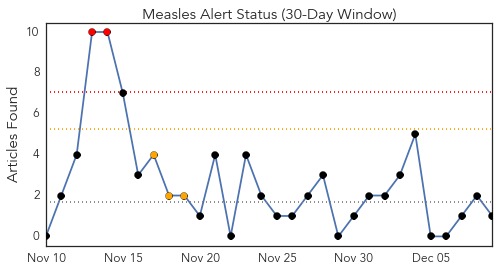 Measles Alert Status (30-Day Window)
Articles Found
10
8
6
4
2
0
Nov 10
Nov 15
Nov 20
Nov 25
Nov 30
Dec 05